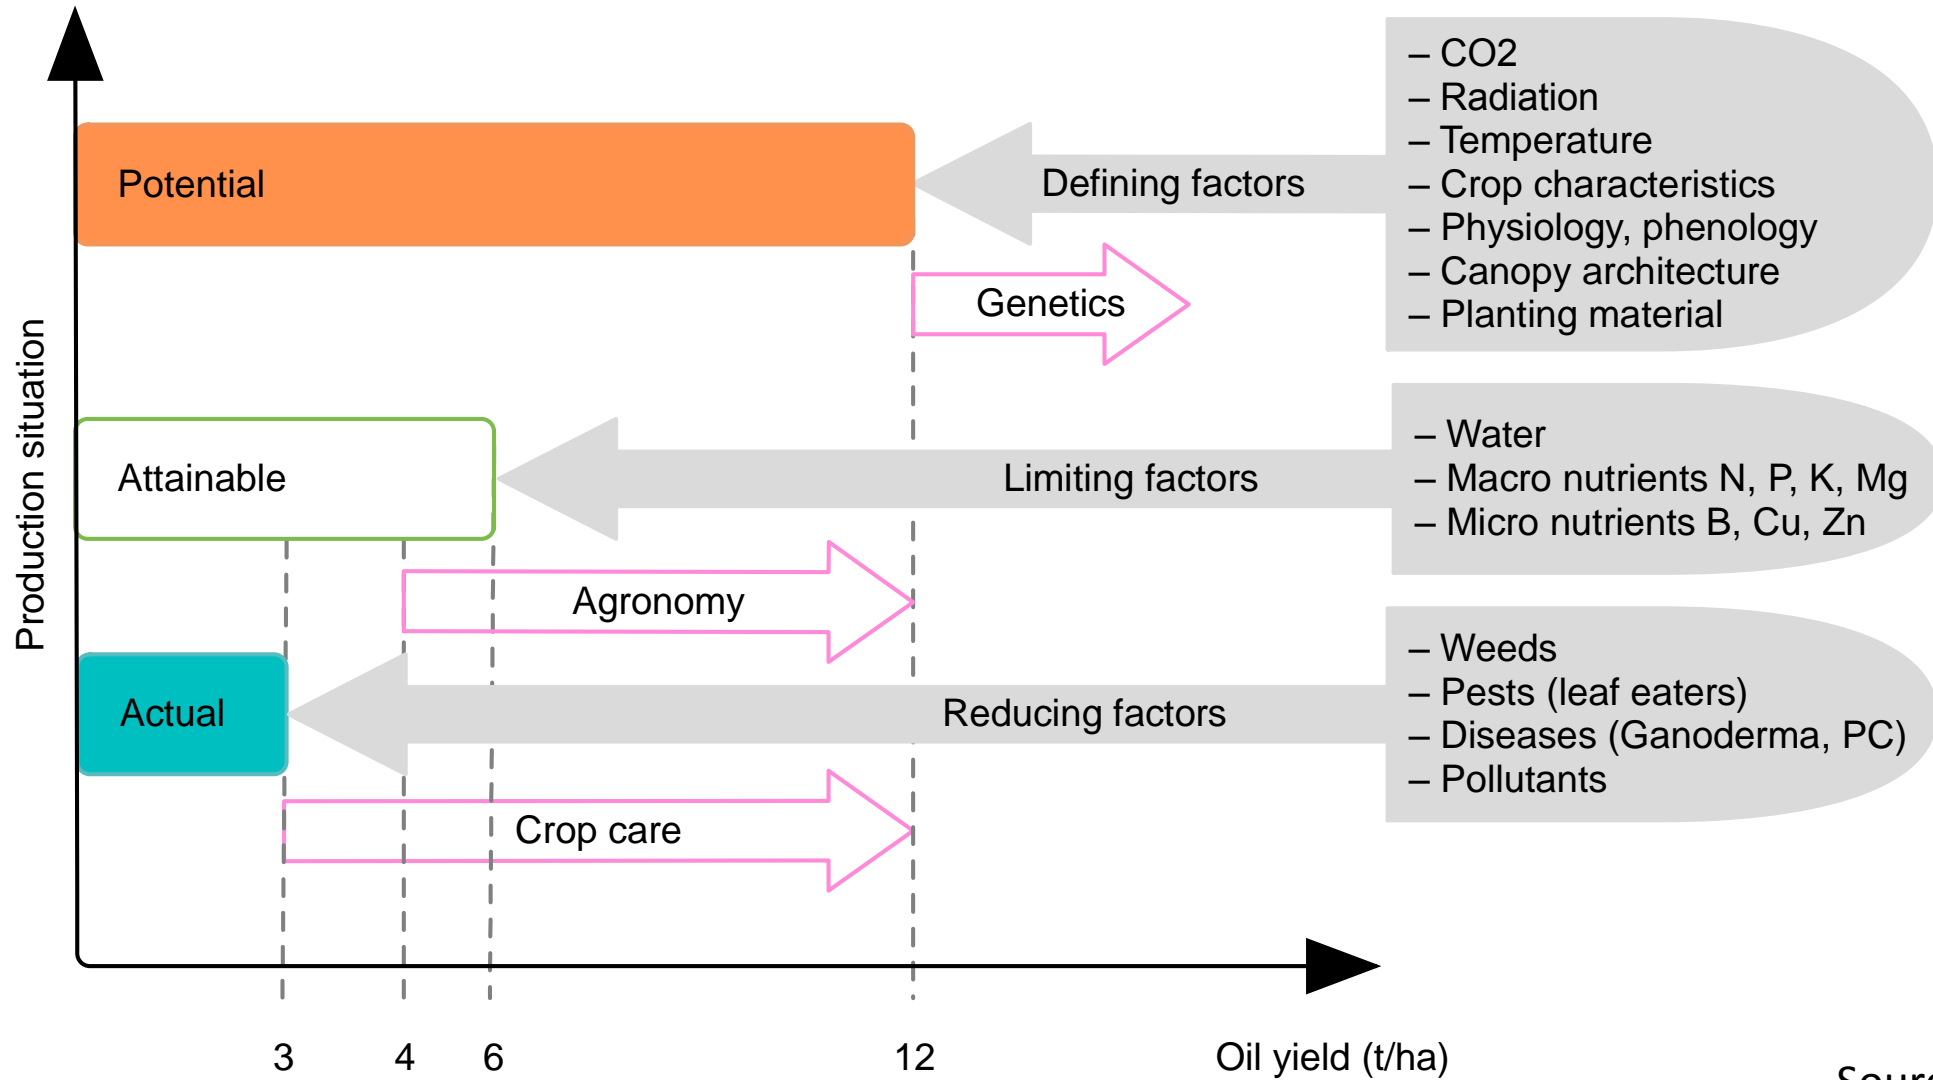 – CO2
– Radiation
– Temperature
– Crop characteristics
– Physiology, phenology
– Canopy architecture
– Planting material
Potential
Defining factors
Genetics
Production situation
Attainable
Limiting factors
– Water
– Macro nutrients N, P, K, Mg
– Micro nutrients B, Cu, Zn
Agronomy
Actual
Reducing factors
– Weeds
– Pests (leaf eaters)
– Diseases (Ganoderma, PC)
– Pollutants
Crop care
3 4 6 12 Oil yield (t/ha)